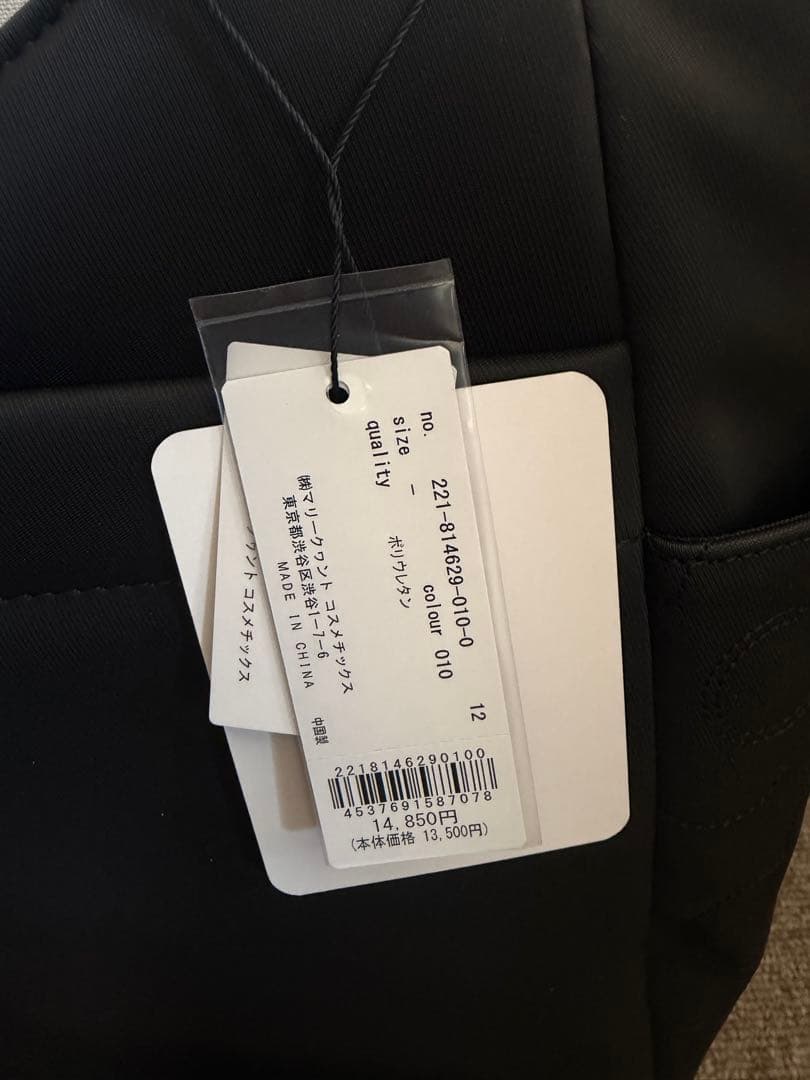 no. 221-814629-010-0
size - colour 010
12
quality ポリウレタン
㈱マリークヮント コスメチックス
東京都渋谷区渋谷1-7-6
MADE IN CHINA 中国製
2218146290100
4537691587078
14,850円
(本体価格 13,500円)
ヮント コスメチックス